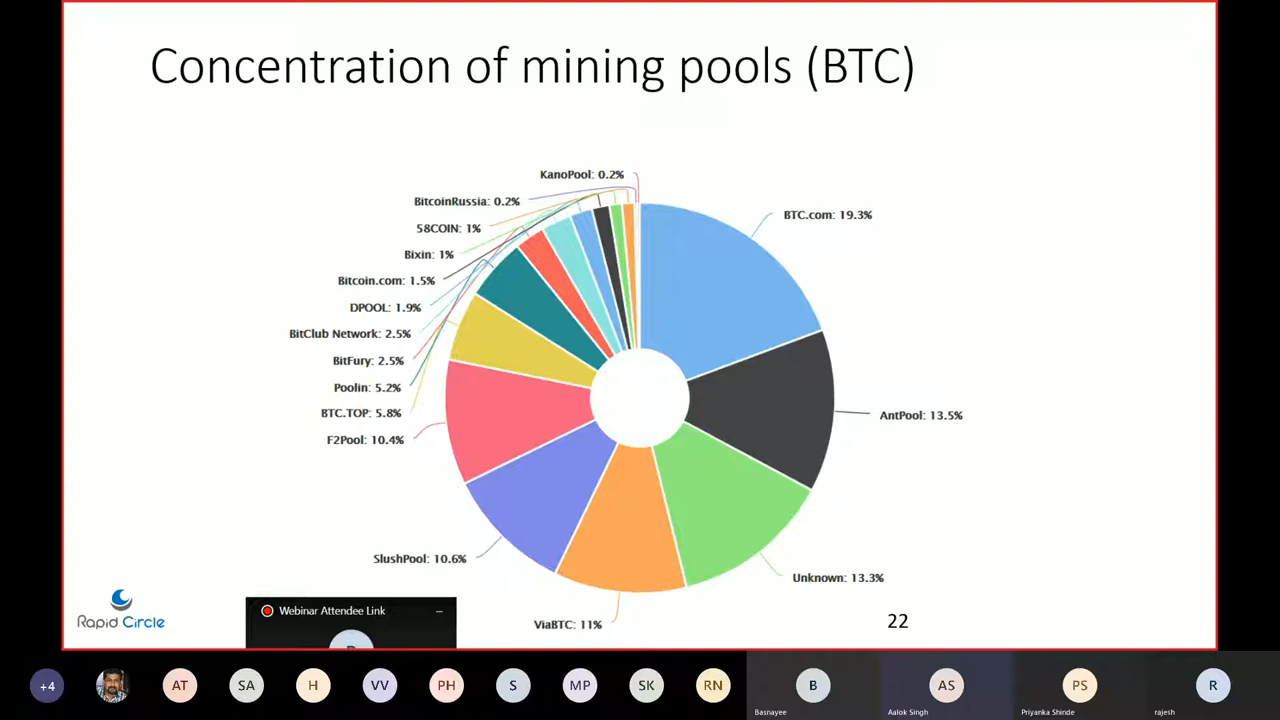 Concentration of mining pools (BTC)
KanoPool: 0.2%
BitcoinRussia: 0.2%
58COIN: 1%
Bixin: 1%
Bitcoin.com: 1.5%
DPOOL: 1.9%
BitClub Network: 2.5%
BitFury: 2.5%
Poolin: 5.2%
BTC.TOP: 5.8%
F2Pool: 10.4%
SlushPool: 10.6%
ViaBTC: 11%
BTC.com: 19.3%
AntPool: 13.5%
Unknown: 13.3%
Rapid Circle
Webinar Attendee Link
22
+4
AT
SA
H
VV
PH
S
MP
SK
RN
B
Basnayee
AS
Aalok Singh
PS
Priyanka Shinde
R
rajesh